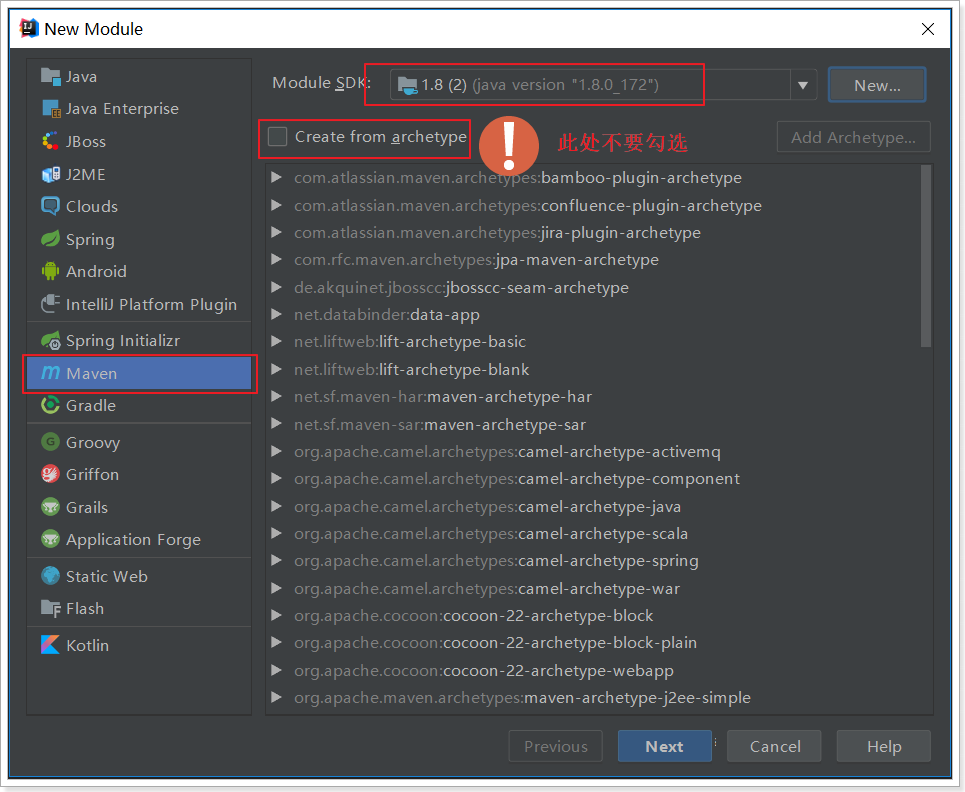 New Module
Java
Java Enterprise
JBoss
J2ME
Clouds
Spring
Android
IntelliJ Platform Plugin
Spring Initializr
Maven
Gradle
Groovy
Griffon
Grails
Application Forge
Static Web
Flash
Kotlin
Module SDK: 1.8 (2) (java version "1.8.0_172") New...
Create from archetype ! 此处不要勾选 Add Archetype...
com.atlassian.maven.archetypes:bamboo-plugin-archetype
com.atlassian.maven.archetypes:confluence-plugin-archetype
com.atlassian.maven.archetypes:jira-plugin-archetype
com.rfc.maven.archetypes:jpa-maven-archetype
de.akquinet.jbosscc:jbosscc-seam-archetype
net.databinder:data-app
net.liftweb:lift-archetype-basic
net.liftweb:lift-archetype-blank
net.sf.maven-har:maven-archetype-har
net.sf.maven-sar:maven-archetype-sar
org.apache.camel.archetypes:camel-archetype-activemq
org.apache.camel.archetypes:camel-archetype-component
org.apache.camel.archetypes:camel-archetype-java
org.apache.camel.archetypes:camel-archetype-scala
org.apache.camel.archetypes:camel-archetype-spring
org.apache.camel.archetypes:camel-archetype-war
org.apache.cocoon:cocoon-22-archetype-block
org.apache.cocoon:cocoon-22-archetype-block-plain
org.apache.cocoon:cocoon-22-archetype-webapp
org.apache.maven.archetypes:maven-archetype-j2ee-simple
Previous Next Cancel Help